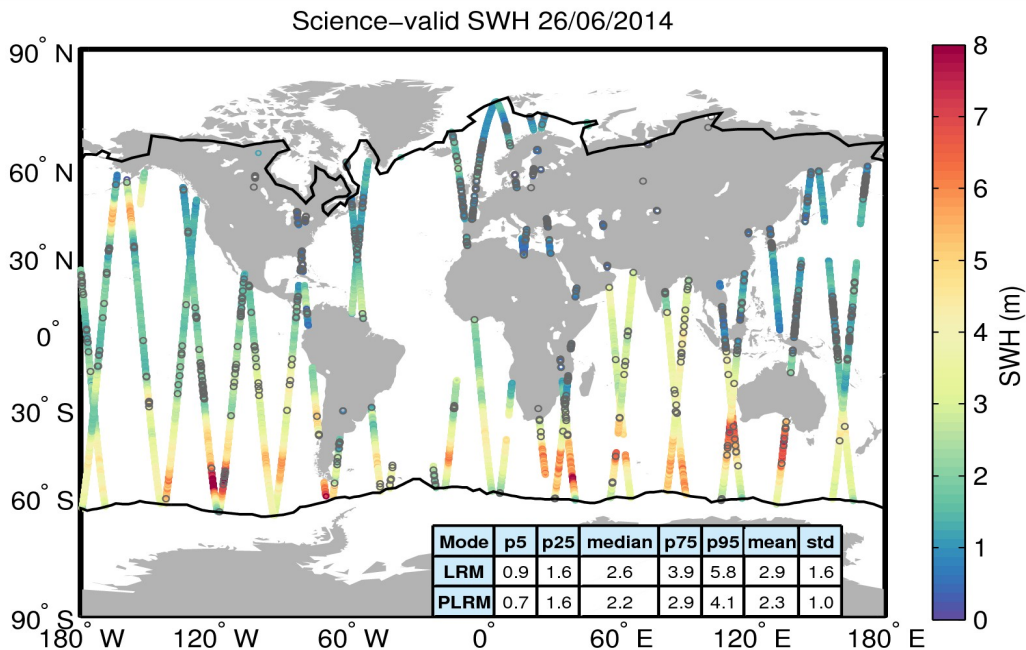 Science−valid SWH 26/06/2014
90° N
60° N
30° N
0°
30° S
60° S
90° S
180° W
120° W
60° W
0°
60° E
120° E
180° E
Mode p5 p25 median p75 p95 mean std
LRM 0.9 1.6 2.6 3.9 5.8 2.9 1.6
PLRM 0.7 1.6 2.2 2.9 4.1 2.3 1.0
8
7
6
5
4
3
2
1
0
SWH (m)